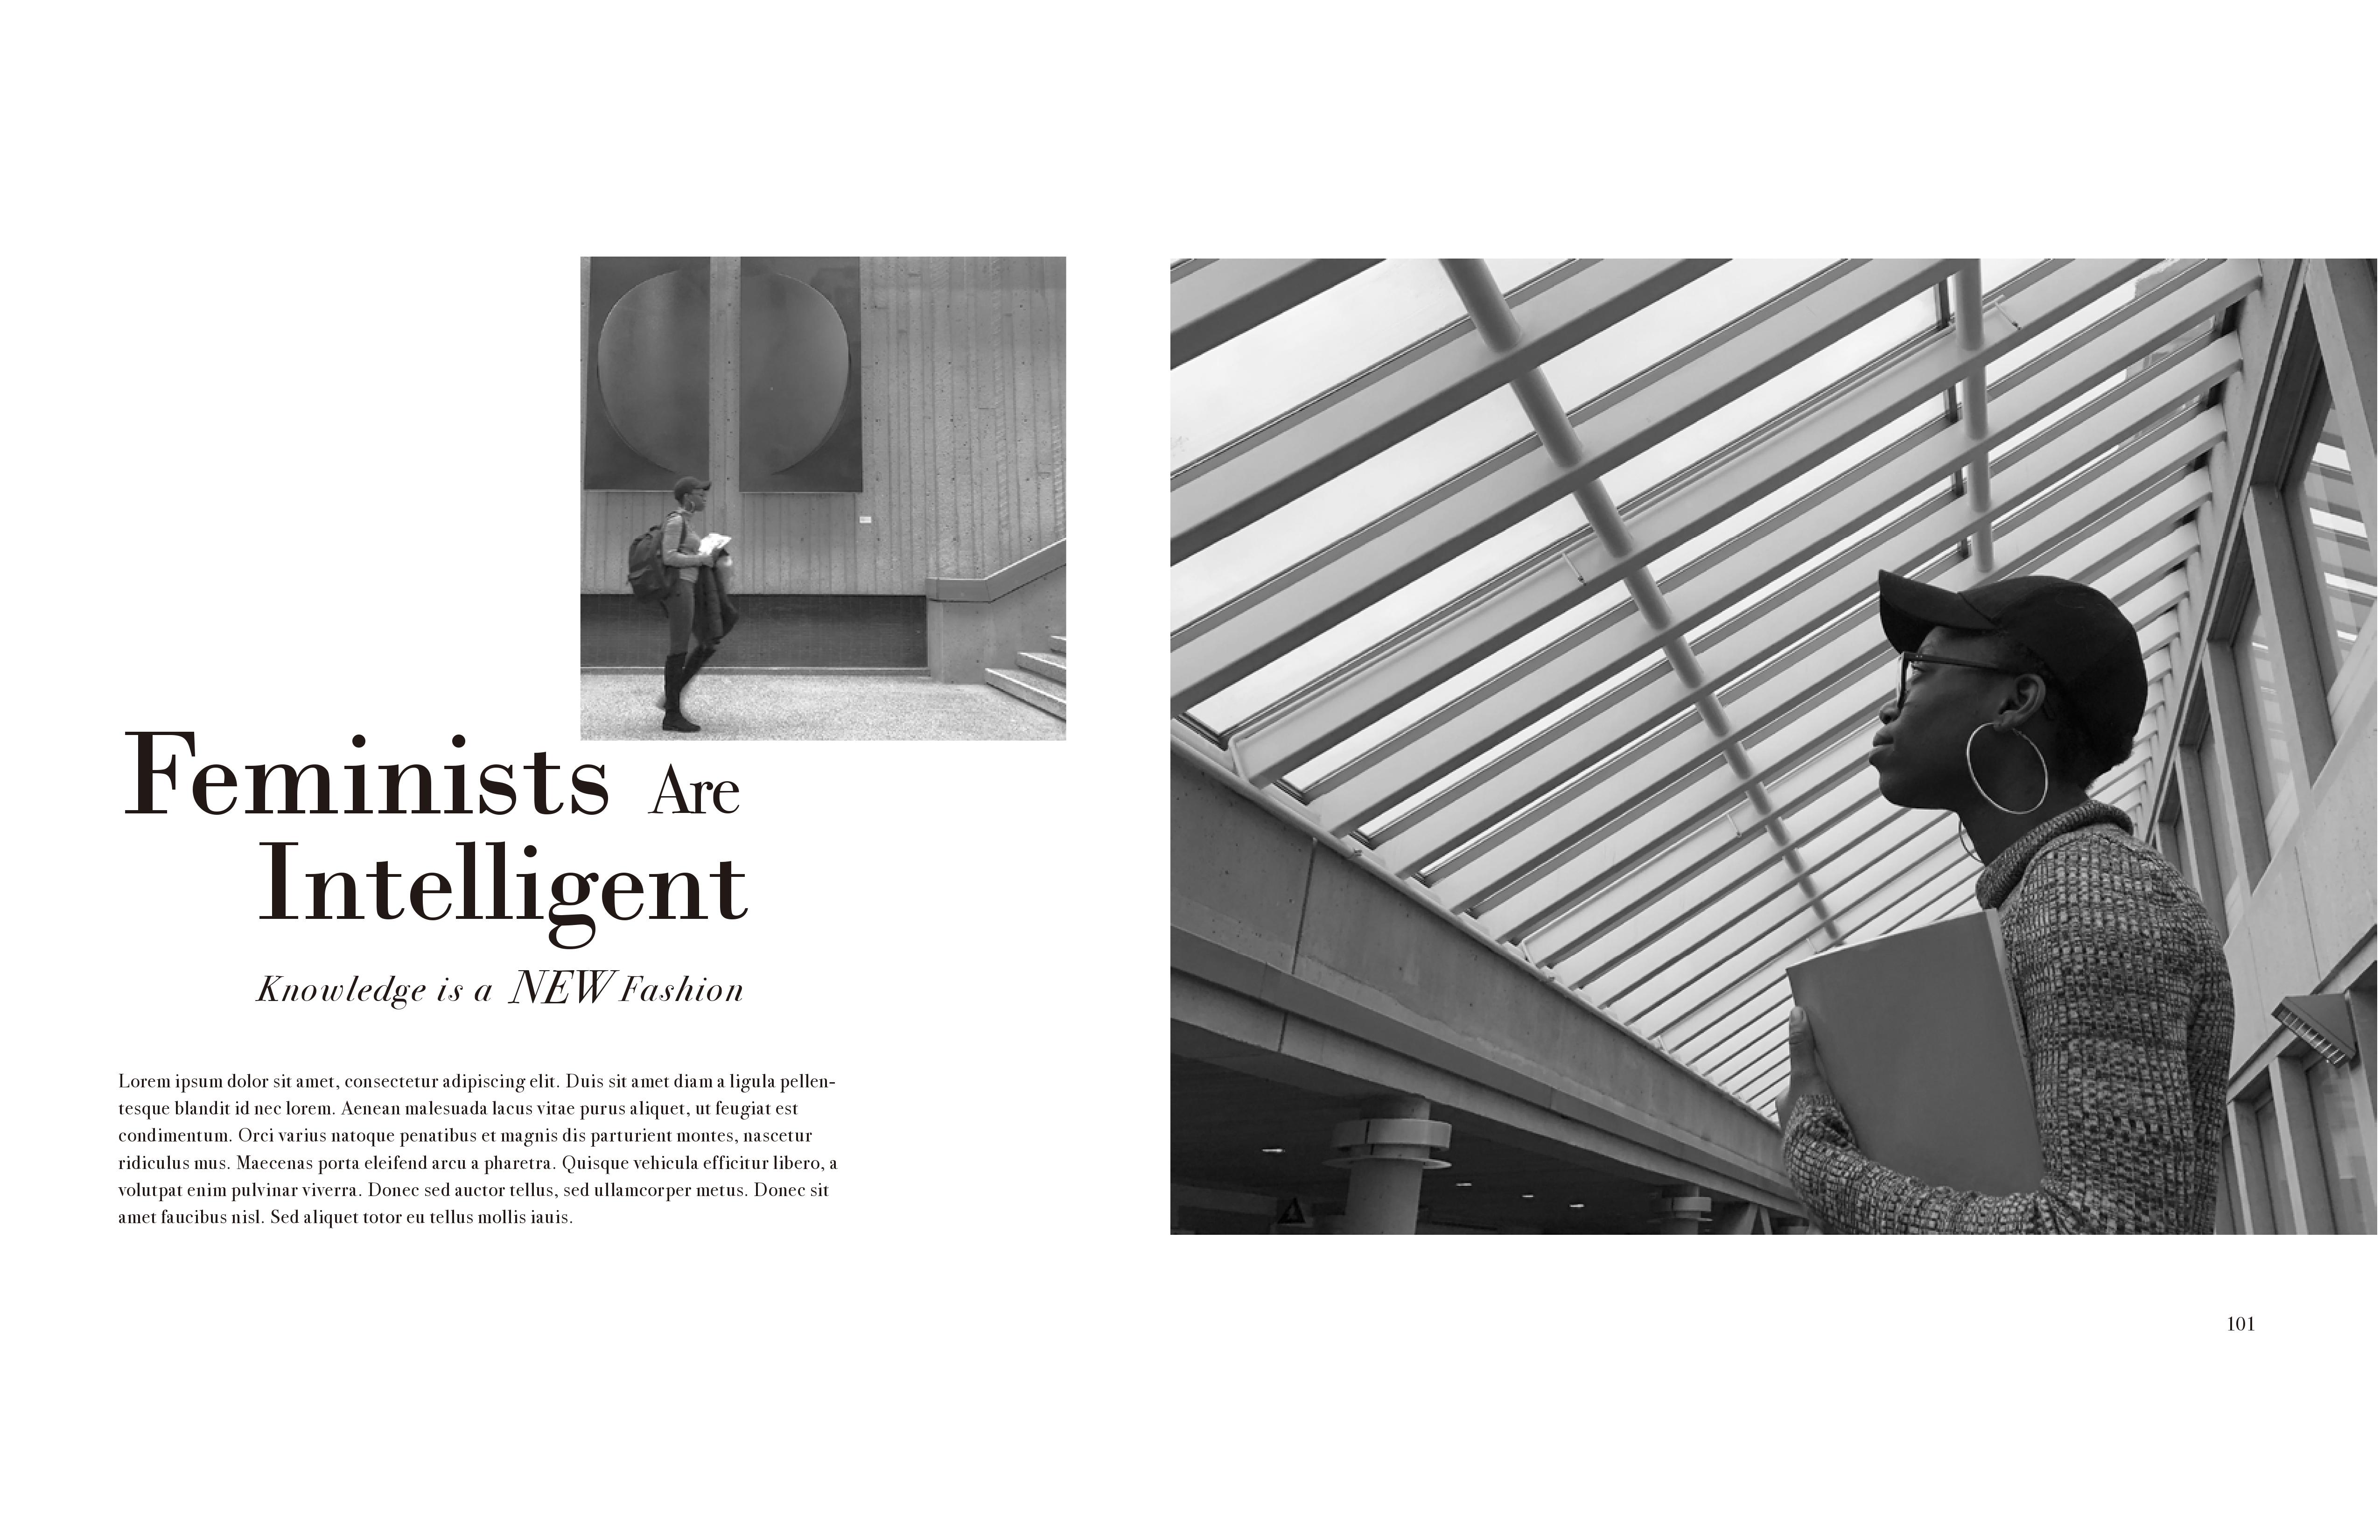 Feminists Are
Intelligent
Knowledge is a NEW Fashion
Lorem ipsum dolor sit amet, consectetur adipiscing elit. Duis sit amet diam a ligula pellen-
tesque blandit id nec lorem. Aenean malesuada lacus vitae purus aliquet, ut feugiat est
condimentum. Orci varius natoque penatibus et magnis dis parturient montes, nascetur
ridiculus mus. Maecenas porta eleifend arcu a pharetra. Quisque vehicula efficitur libero, a
volutpat enim pulvinar viverra. Donec sed auctor tellus, sed ullamcorper metus. Donec sit
amet faucibus nisl. Sed aliquet totor eu tellus mollis iauis.
101